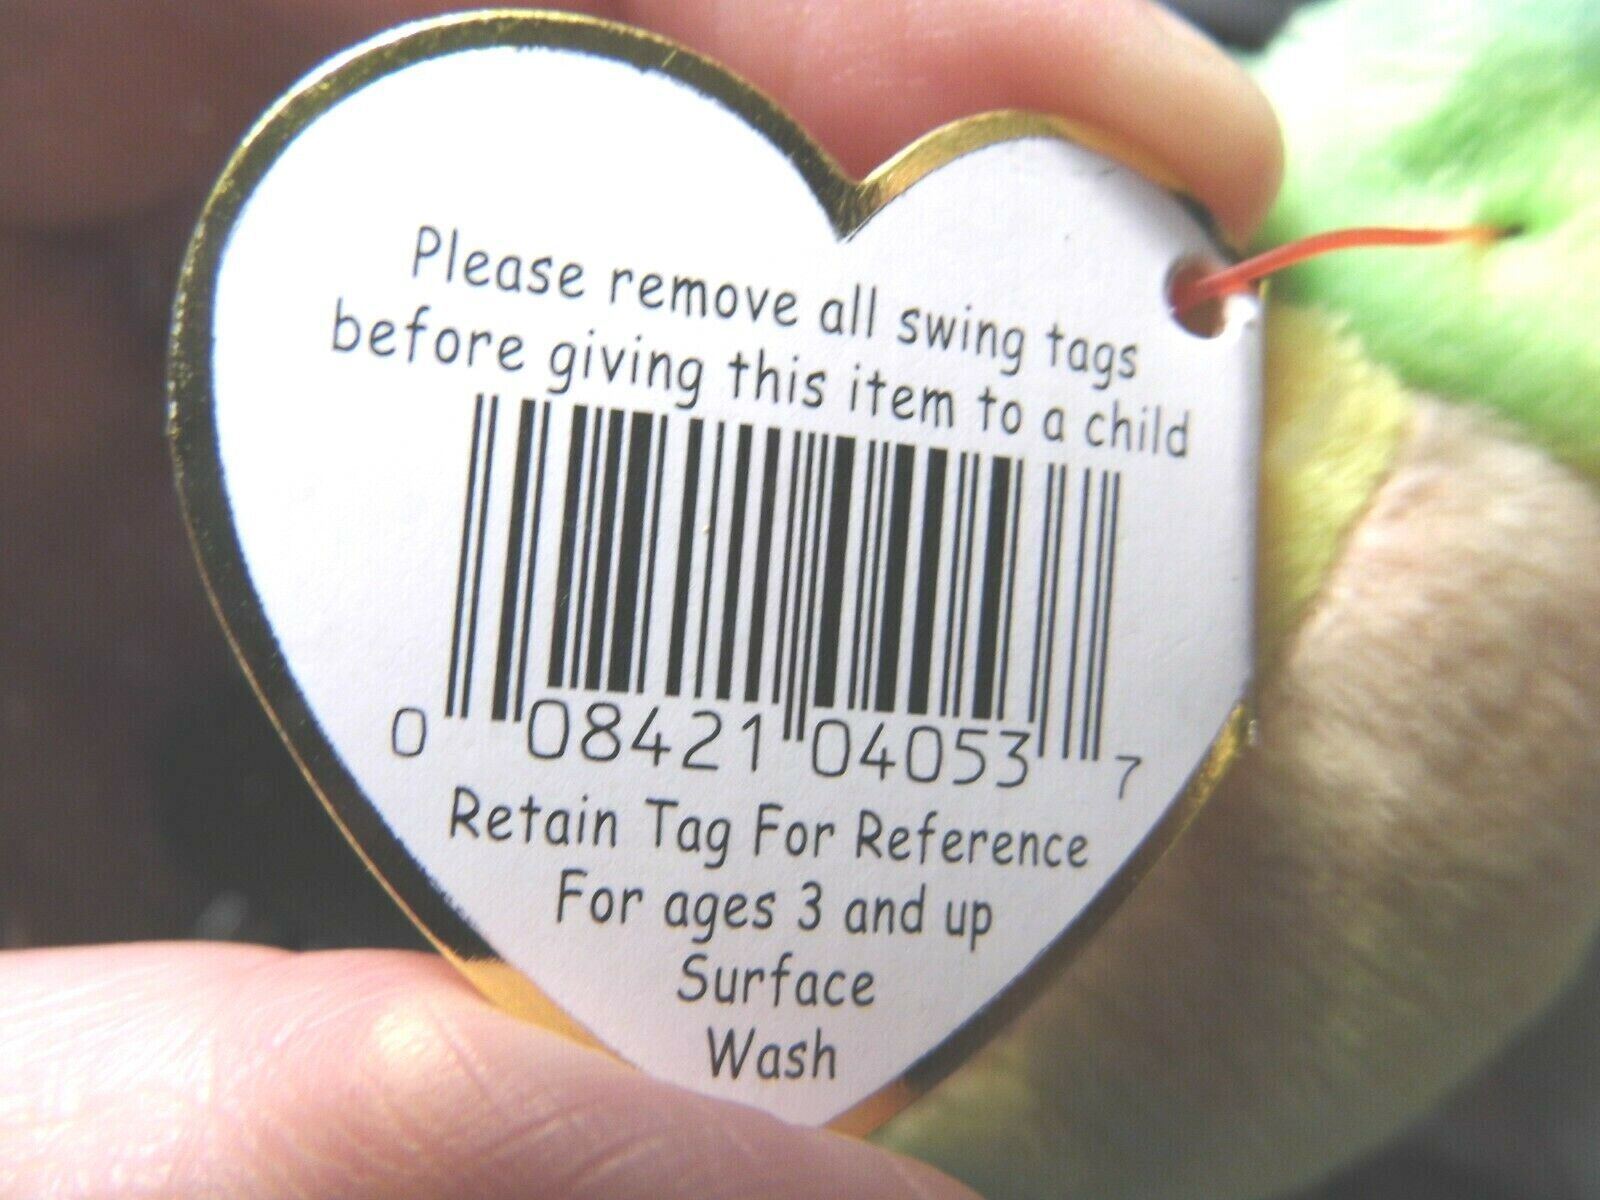 Please remove all swing tags
before giving this item to a child
0 08421 04053 7
Retain Tag For Reference
For ages 3 and up
Surface
Wash